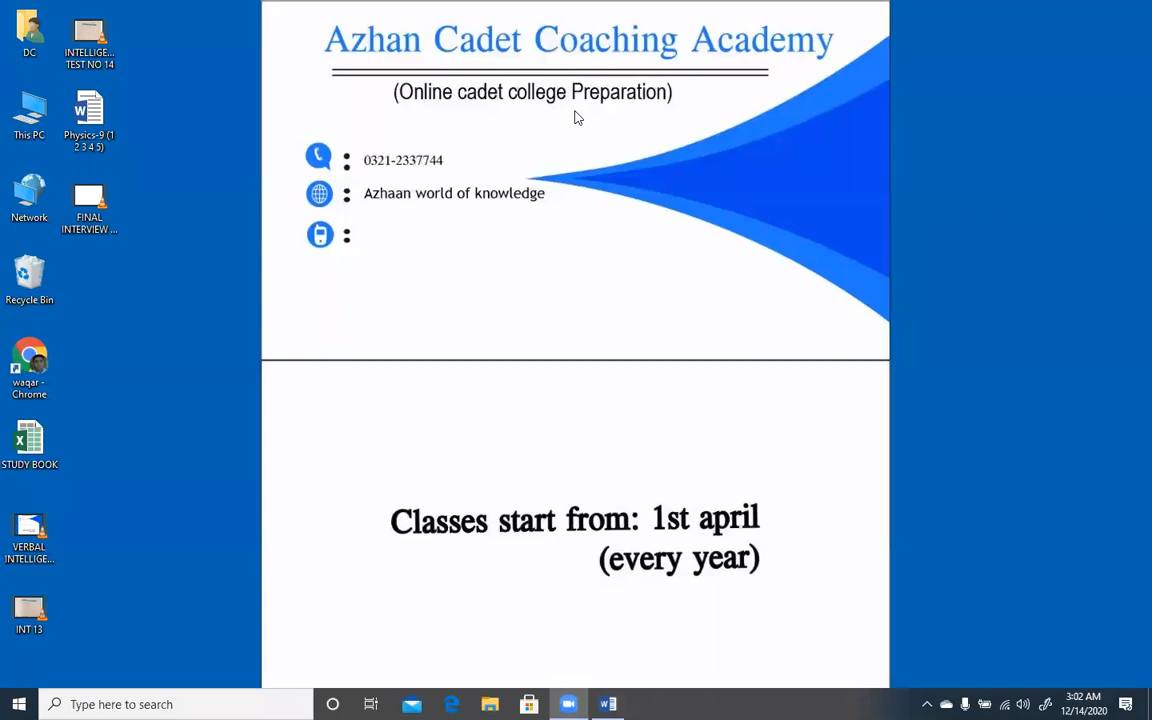 DC
INTELLIGE...
TEST NO 14
This PC
Physics-9 (1
2 3 4 5)
Network
FINAL
INTERVIEW ...
Recycle Bin
waqar -
Chrome
STUDY BOOK
VERBAL
INTELLIGE...
INT 13
Azhan Cadet Coaching Academy
(Online cadet college Preparation)
: 0321-2337744
: Azhaan world of knowledge
:
Classes start from: 1st april
(every year)
Type here to search
3:02 AM
12/14/2020